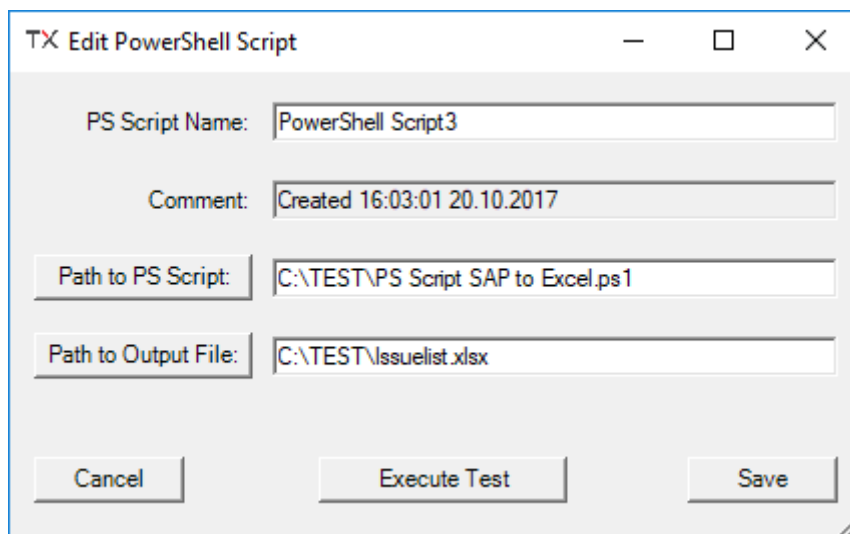 TX Edit PowerShell Script
PS Script Name: PowerShell Script3
Comment: Created 16:03:01 20.10.2017
Path to PS Script: C:\TEST\PS Script SAP to Excel.ps1
Path to Output File: C:\TEST\Issuelist.xlsx
Cancel Execute Test Save